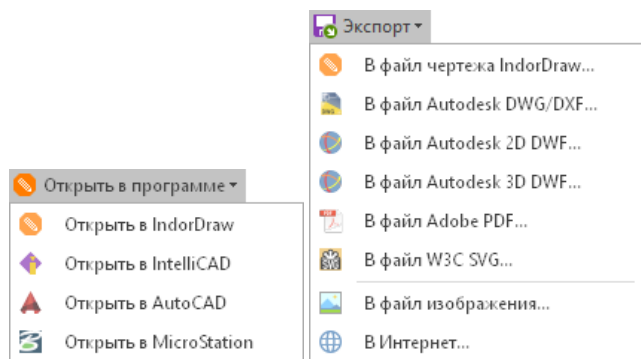 Экспорт
В файл чертежа IndorDraw...
В файл Autodesk DWG/DXF...
В файл Autodesk 2D DWF...
В файл Autodesk 3D DWF...
В файл Adobe PDF...
В файл W3C SVG...
В файл изображения...
В Интернет...
Открыть в программе
Открыть в IndorDraw
Открыть в IntelliCAD
Открыть в AutoCAD
Открыть в MicroStation